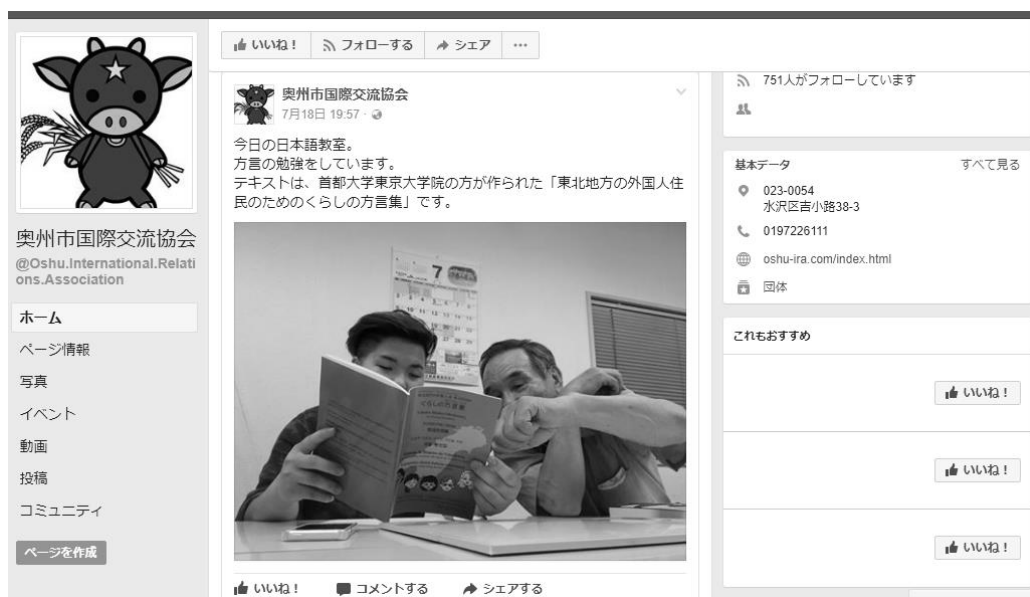 いいね！
フォローする
シェア
奥州市国際交流協会
@Oshu.International.Relati
ons.Association
ホーム
ページ情報
写真
イベント
動画
投稿
コミュニティ
ページを作成
奥州市国際交流協会
7月18日 19:57
今日の日本語教室。
方言の勉強をしています。
テキストは、首都大学東京大学院の方が作られた「東北地方の外国人住
民のためのくらしの方言集」です。
7
くらしの方言集
いいね！
コメントする
シェアする
751人がフォローしています
基本データ
すべて見る
023-0054
水沢区吉小路38-3
0197226111
oshu-ira.com/index.html
団体
これもおすすめ
いいね！
いいね！
いいね！